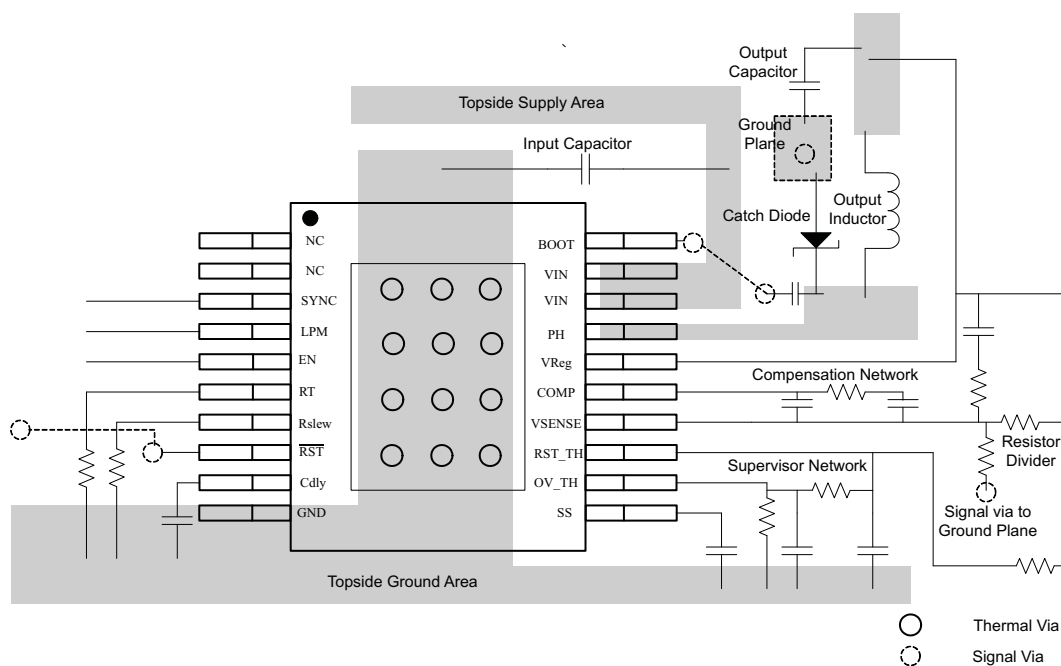 `
Output
Capacitor
Topside Supply Area
Ground
Plane
Input Capacitor
Output
Inductor
Catch Diode
NC
NC
SYNC
LPM
EN
RT
Rslew
RST
Cdly
GND
BOOT
VIN
VIN
PH
VReg
COMP
VSENSE
RST_TH
OV_TH
SS
Compensation Network
Resistor
Divider
Supervisor Network
Signal via to
Ground Plane
Topside Ground Area
Thermal Via
Signal Via